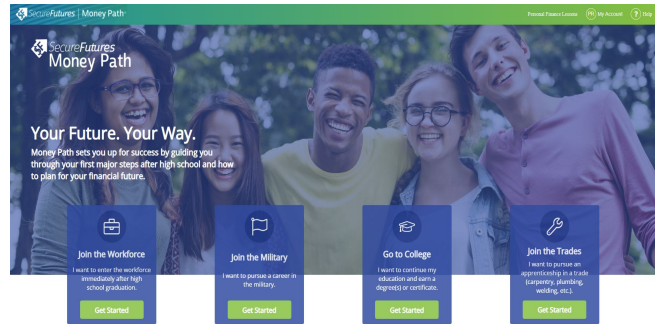 SecureFutures | Money Path
Personal Finance Lessons
PR
My Account
?
Help
SecureFutures
Money Path
Your Future. Your Way.
Money Path sets you up for success by guiding you
through your first major steps after high school and how
to plan for your financial future.
Join the Workforce
I want to enter the workforce
immediately after high
school graduation.
Get Started
Join the Military
I want to pursue a career in
the military.
Get Started
Go to College
I want to continue my
education and earn a
degree(s) or certificate.
Get Started
Join the Trades
I want to pursue an
apprenticeship in a trade
(carpentry, plumbing,
welding, etc.).
Get Started